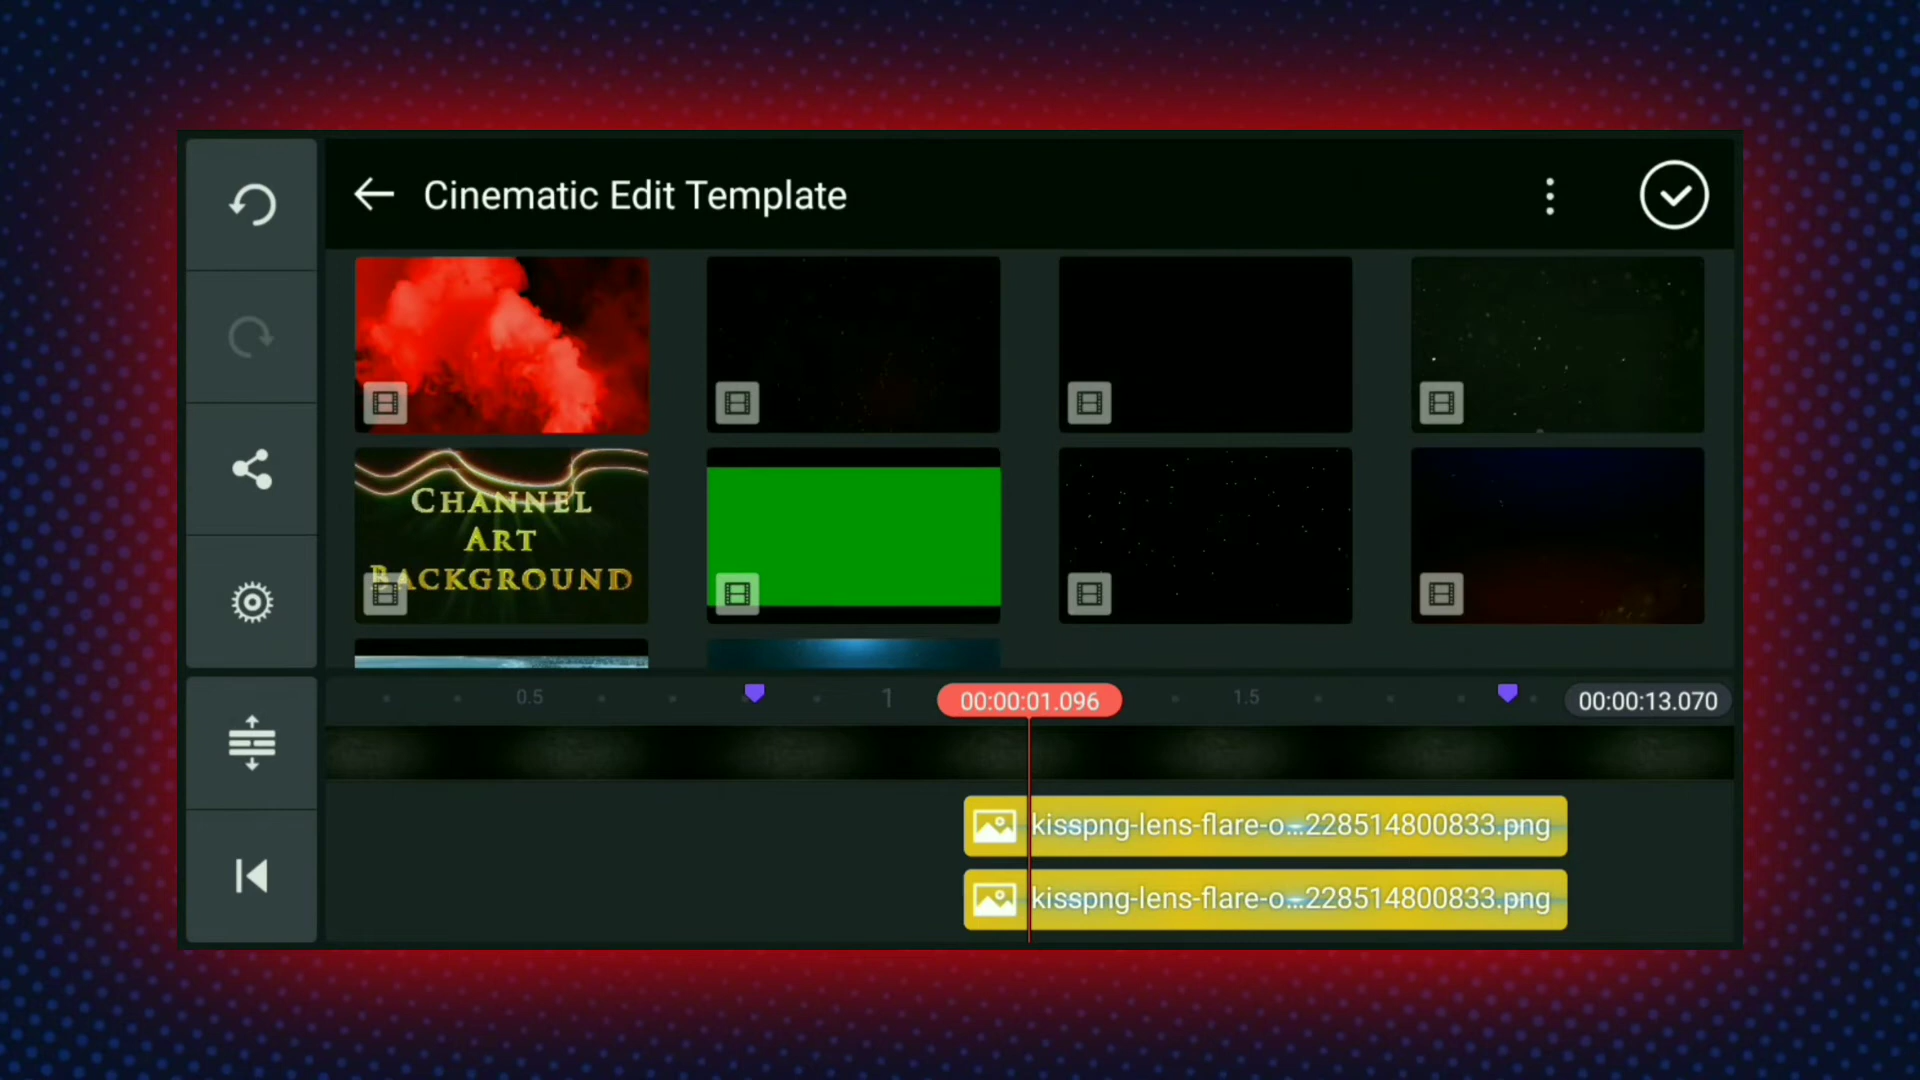 Cinematic Edit Template
CHANNEL
ART
BACKGROUND
0.5
1
00:00:01.096
1.5
00:00:13.070
kisspng-lens-flare-o...228514800833.png
kisspng-lens-flare-o...228514800833.png